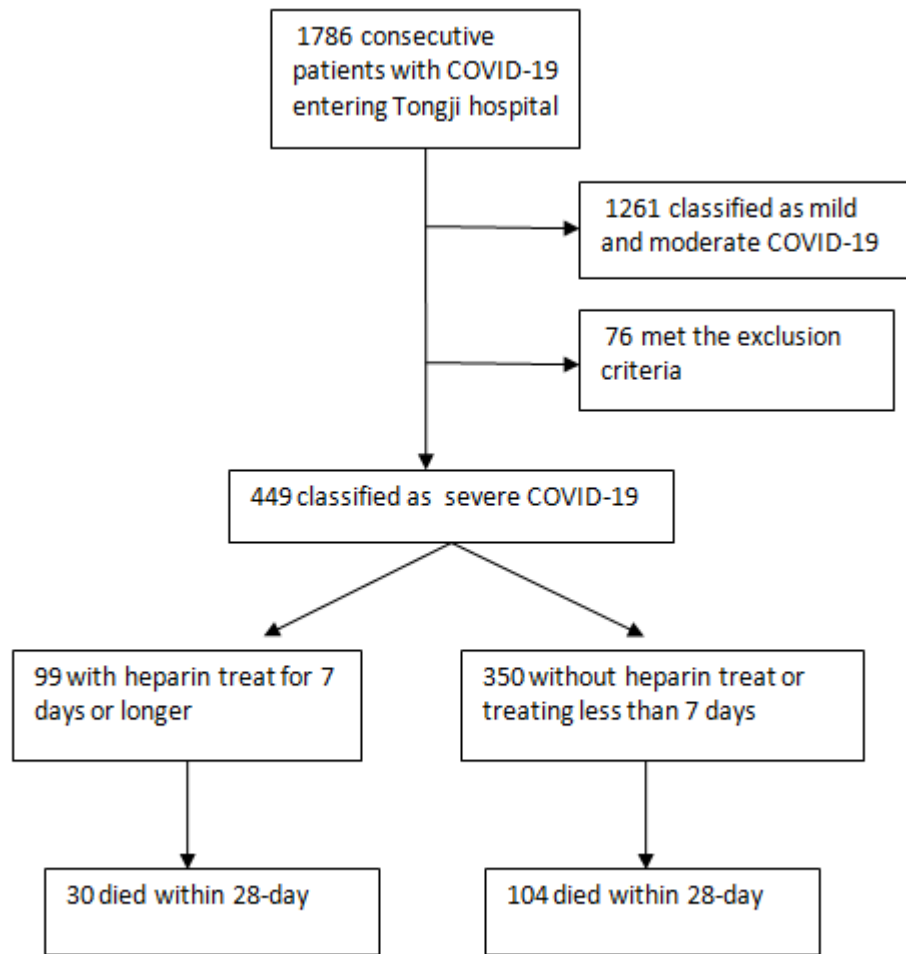 1786 consecutive
patients with COVID-19
entering Tongji hospital
1261 classified as mild
and moderate COVID-19
76 met the exclusion
criteria
449 classified as severe COVID-19
99 with heparin treat for 7
days or longer
350 without heparin treat or
treating less than 7 days
30 died within 28-day
104 died within 28-day